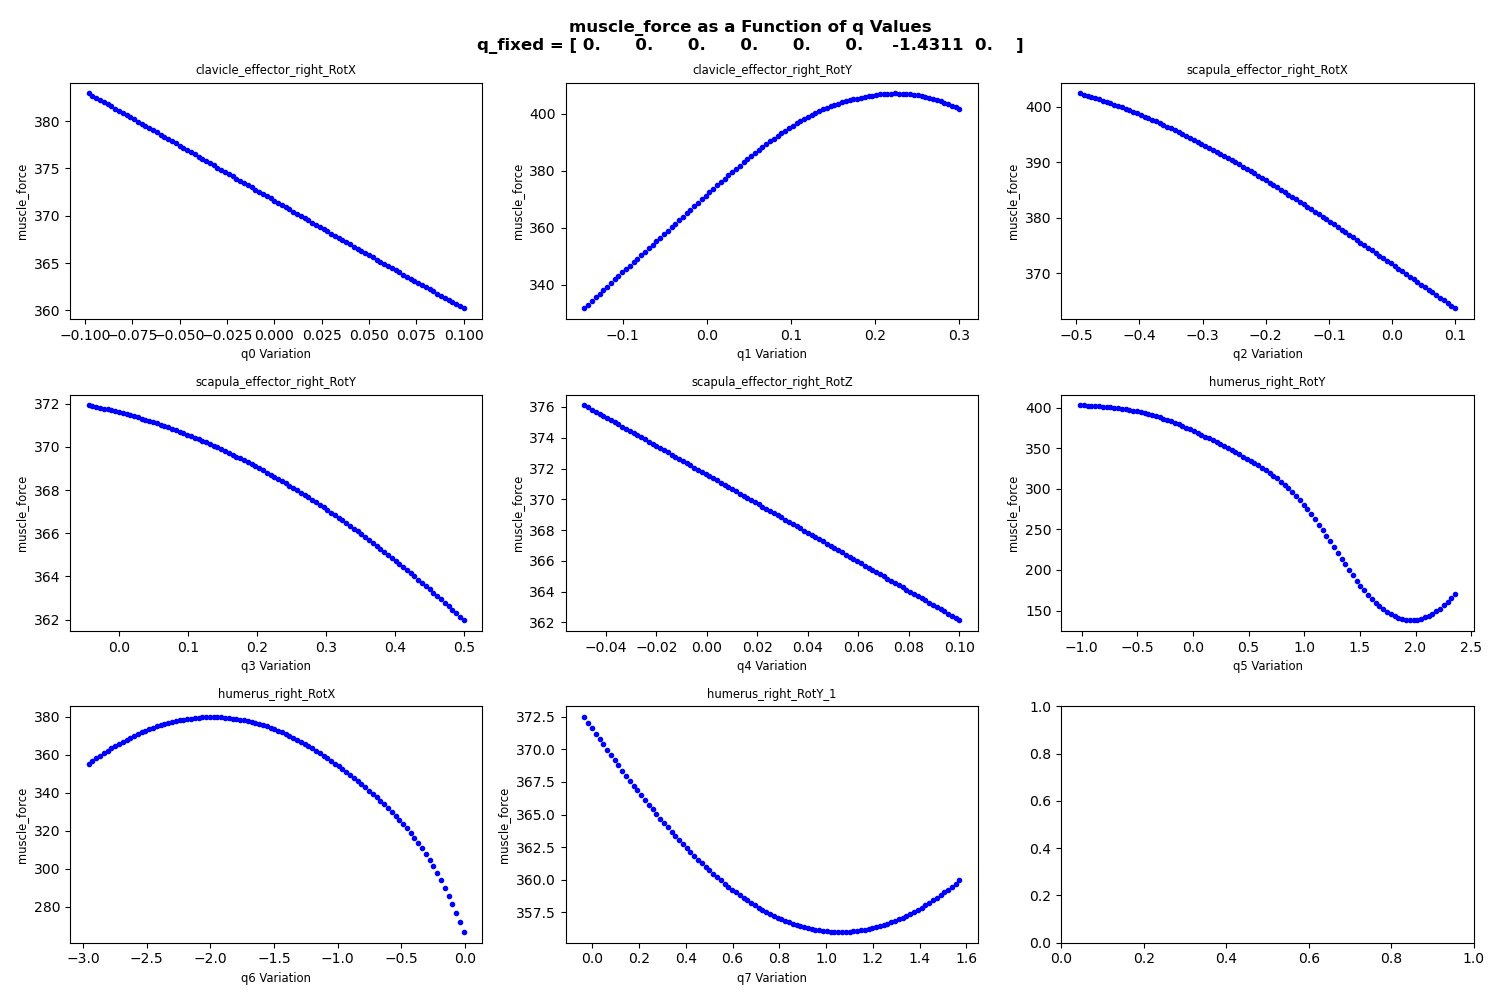 muscle_force as a Function of q Values
q_fixed = [ 0. 0. 0. 0. 0. 0. -1.4311 0. ]
clavicle_effector_right_RotX
380
375
370
365
360
muscle_force
−0.100 −0.075 −0.050 −0.025 0.000 0.025 0.050 0.075 0.100
q0 Variation
clavicle_effector_right_RotY
400
380
360
340
muscle_force
−0.1 0.0 0.1 0.2 0.3
q1 Variation
scapula_effector_right_RotX
400
390
380
370
muscle_force
−0.5 −0.4 −0.3 −0.2 −0.1 0.0 0.1
q2 Variation
scapula_effector_right_RotY
372
370
368
366
364
362
muscle_force
0.0 0.1 0.2 0.3 0.4 0.5
q3 Variation
scapula_effector_right_RotZ
376
374
372
370
368
366
364
362
muscle_force
−0.04 −0.02 0.00 0.02 0.04 0.06 0.08 0.10
q4 Variation
humerus_right_RotY
400
350
300
250
200
150
muscle_force
−1.0 −0.5 0.0 0.5 1.0 1.5 2.0 2.5
q5 Variation
humerus_right_RotX
380
360
340
320
300
280
muscle_force
−3.0 −2.5 −2.0 −1.5 −1.0 −0.5 0.0
q6 Variation
humerus_right_RotY_1
372.5
370.0
367.5
365.0
362.5
360.0
357.5
muscle_force
0.0 0.2 0.4 0.6 0.8 1.0 1.2 1.4 1.6
q7 Variation
1.0
0.8
0.6
0.4
0.2
0.0
0.0 0.2 0.4 0.6 0.8 1.0